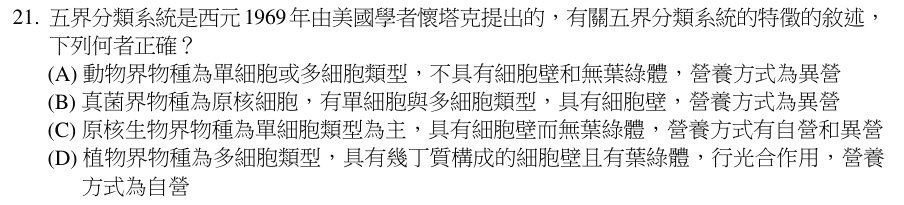 21. 五界分類系統是西元1969年由美國學者懷塔克提出的，有關五界分類系統的特徵的敘述，
下列何者正確？
(A) 動物界物種為單細胞或多細胞類型，不具有細胞壁和無葉綠體，營養方式為異營
(B) 真菌界物種為原核細胞，有單細胞與多細胞類型，具有細胞壁，營養方式為異營
(C) 原核生物界物種為單細胞類型為主，具有細胞壁而無葉綠體，營養方式有自營和異營
(D) 植物界物種為多細胞類型，具有幾丁質構成的細胞壁且有葉綠體，行光合作用，營養
方式為自營